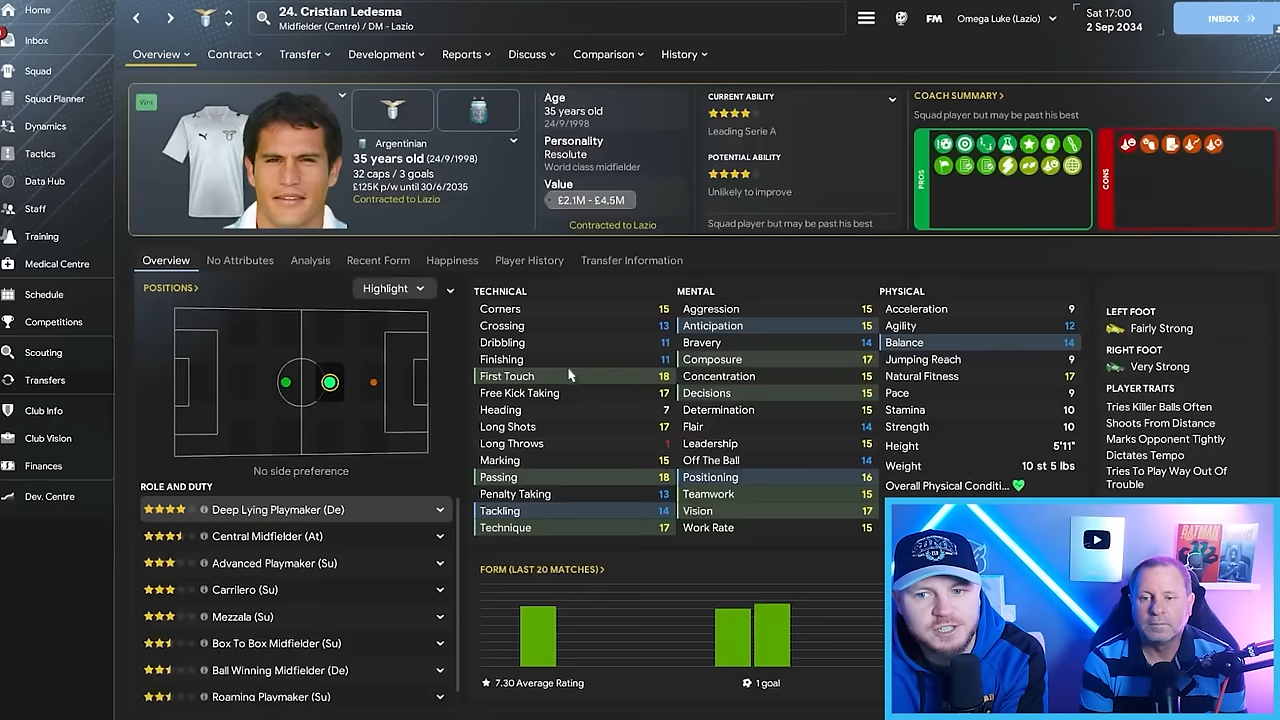 Home
Inbox
Squad
Squad Planner
Dynamics
Tactics
Data Hub
Staff
Training
Medical Centre
Schedule
Competitions
Scouting
Transfers
Club Info
Club Vision
Finances
Dev. Centre
24. Cristian Ledesma
Midfielder (Centre) / DM - Lazio
FM
Omega Luke (Lazio)
Sat 17:00
2 Sep 2034
INBOX
Overview
Contract
Transfer
Development
Reports
Discuss
Comparison
History
Wnt
Argentinian
35 years old (24/9/1998)
caps / 3 goals
£125K p/w until 30/6/2035
Contracted to Lazio
Age
35 years old
24/9/1998
Personality
Resolute
World class midfielder
Value
£2.1M - £4.5M
Contracted to Lazio
CURRENT ABILITY
Leading Serie A
POTENTIAL ABILITY
Unlikely to improve
Squad player but may be past his best
COACH SUMMARY >
Squad player but may be past his best
PROS
CONS
Overview
No Attributes
Analysis
Recent Form
Happiness
Player History
Transfer Information
POSITIONS >
Highlight
No side preference
ROLE AND DUTY
Deep Lying Playmaker (De)
Central Midfielder (At)
Advanced Playmaker (Su)
Carrilero (Su)
Mezzala (Su)
Box To Box Midfielder (Su)
Ball Winning Midfielder (De)
Roaming Playmaker (Su)
TECHNICAL
Corners 15
Crossing 13
Dribbling 11
Finishing 11
First Touch 18
Free Kick Taking 17
Heading 7
Long Shots 17
Long Throws 1
Marking 15
Passing 18
Penalty Taking 13
Tackling 14
Technique 17
MENTAL
Aggression 15
Anticipation 15
Bravery 14
Composure 17
Concentration 15
Decisions 15
Determination 15
Flair 14
Leadership 15
Off The Ball 14
Positioning 16
Teamwork 15
Vision 17
Work Rate 15
PHYSICAL
Acceleration 9
Agility 12
Balance 14
Jumping Reach 9
Natural Fitness 17
Pace 9
Stamina 10
Strength 10
Height 5'11"
Weight 10 st 5 lbs
Overall Physical Conditi...
LEFT FOOT
Fairly Strong
RIGHT FOOT
Very Strong
PLAYER TRAITS
Tries Killer Balls Often
Shoots From Distance
Marks Opponent Tightly
Dictates Tempo
Tries To Play Way Out Of
Trouble
FORM (LAST 20 MATCHES) >
7.30 Average Rating
1 goal
BATMAN